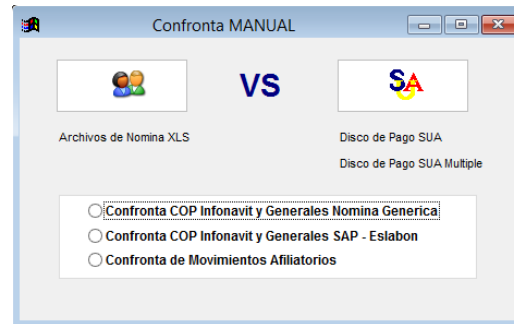 Confronta MANUAL
VS
SUA
Archivos de Nomina XLS
Disco de Pago SUA
Disco de Pago SUA Multiple
Confronta COP Infonavit y Generales Nomina Generica
Confronta COP Infonavit y Generales SAP - Eslabon
Confronta de Movimientos Afiliatorios